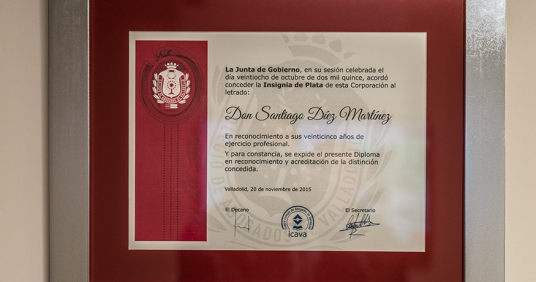 La Junta de Gobierno, en su sesión celebrada el
día veintiocho de octubre de dos mil quince, acordó
conceder la Insignia de Plata de esta Corporación al
letrado:
Don Santiago Díez Martínez
En reconocimiento a sus veinticinco años de
ejercicio profesional.
Y para constancia, se expide el presente Diploma
en reconocimiento y acreditación de la distinción
concedida.
Valladolid, 20 de noviembre de 2015
El Decano
El Secretario
icava